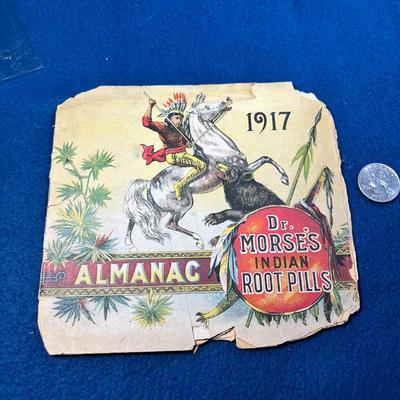 1917
Dr.
MORSE'S
INDIAN
ROOT PILLS
ALMANAC